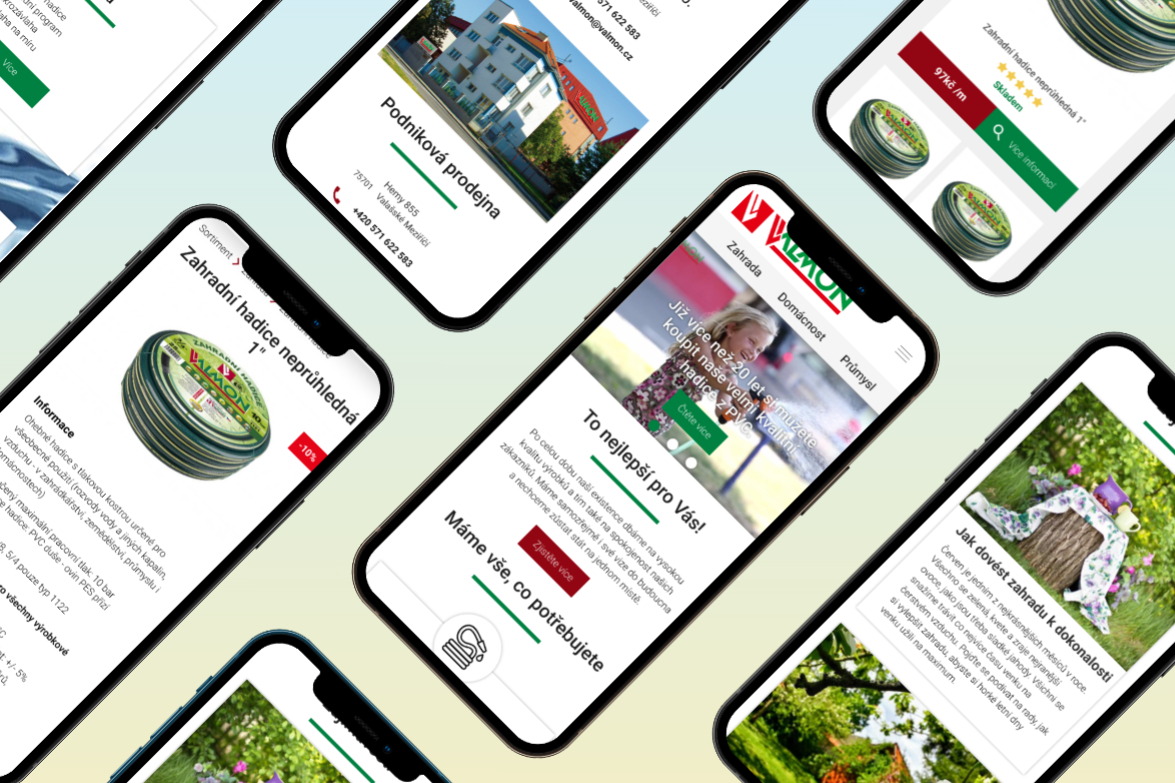 hadice
program
krozávlaha
na míru
Více
571 622 583
valmon@valmon.cz
Podniková prodejna
Hemy 855
75701 Valašské Meziříčí
+420 571 622 583
Zahradní hadice neprůhledná 1"
Skladem
97kč /m
Více informací
Sortiment
Zahradní hadice neprůhledná
1"
ZAHRADNÍ HADICE
VALMON
-10%
Informace
Ohebné hadice s tlakovou kostrou určené pro
všeobecné použití (rozvody vody a jiných kapalin,
vzduchu - v zahrádkářství, zemědělství, průmyslu i
domácnostech)
maximální pracovní tlak: 10 bar
hadice, PVC duše - ovin PES přízí
5/4 pouze typ 1122
pro všechny výrobkové
+/- 5%
VALMON
Zahrada
Domácnost
Průmysl
Již více než 20 let si můžete
koupit naše velmi kvalitní
hadice z PVC
Čtěte více
To nejlepší pro Vás!
Po celou dobu naší existence dbáme na vysokou
kvalitu výrobků a tím také na spokojenost našich
zákazníků. Máme samozřejmě i své vize do budoucna
a nechceme zůstat stát na jednom místě.
Zjistěte více
Máme vše, co potřebujete
Jak dovést zahradu k dokonalosti
Červen je jedním z nejkrásnějších měsíců v roce.
Všechno se zelená, kvete a zraje nejranější
ovoce, jako jsou třeba sladké jahody. Všichni se
snažíme trávit co nejvíce času venku na
čerstvém vzduchu. Pojďte se podívat na rady, jak
si vylepšit zahradu, abyste si horké letní dny
venku užili na maximum.